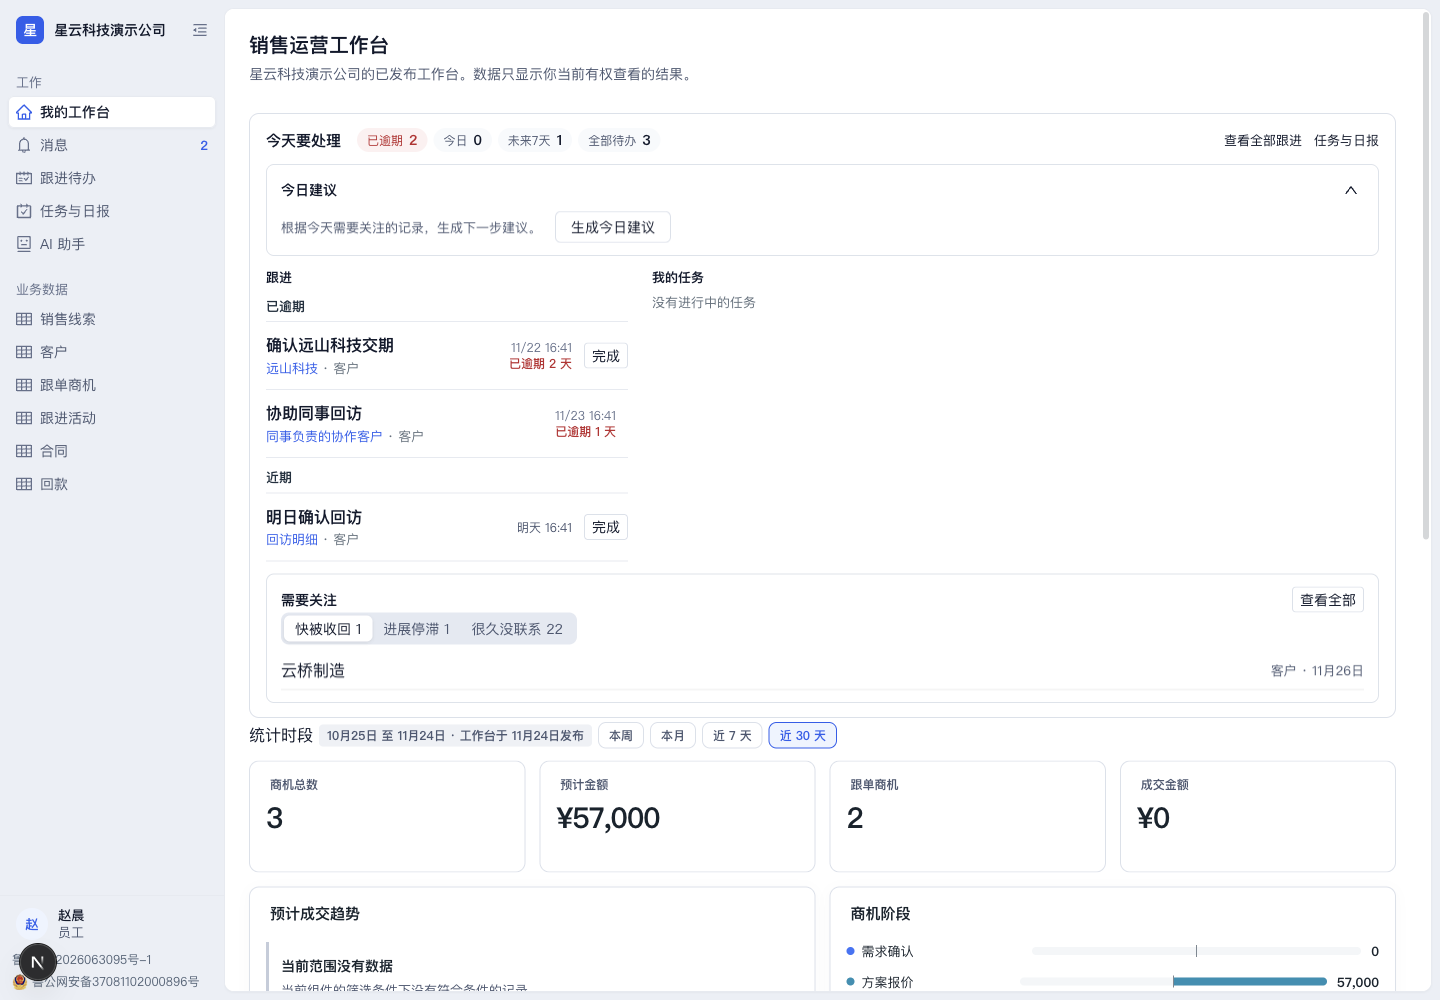 星 星云科技演示公司
工作
我的工作台
消息 2
跟进待办
任务与日报
AI 助手
业务数据
销售线索
客户
跟单商机
跟进活动
合同
回款
赵 赵晨
员工
2026063095号-1
N
公网安备37081102000896号
销售运营工作台
星云科技演示公司的已发布工作台。数据只显示你当前有权查看的结果。
今天要处理 已逾期 2 今日 0 未来7天 1 全部待办 3 查看全部跟进 任务与日报
今日建议
根据今天需要关注的记录，生成下一步建议。 生成今日建议
跟进
已逾期
确认远山科技交期
远山科技 · 客户
11/22 16:41
已逾期 2 天
完成
协助同事回访
同事负责的协作客户 · 客户
11/23 16:41
已逾期 1 天
近期
明日确认回访
回访明细 · 客户
明天 16:41
完成
我的任务
没有进行中的任务
需要关注 查看全部
快被收回 1 进展停滞 1 很久没联系 22
云桥制造 客户 · 11月26日
统计时段 10月25日 至 11月24日 · 工作台于 11月24日发布 本周 本月 近 7 天 近 30 天
商机总数
3
预计金额
¥57,000
跟单商机
2
成交金额
¥0
预计成交趋势
当前范围没有数据
当前组件的筛选条件下没有符合条件的记录
商机阶段
需求确认 0
方案报价 57,000